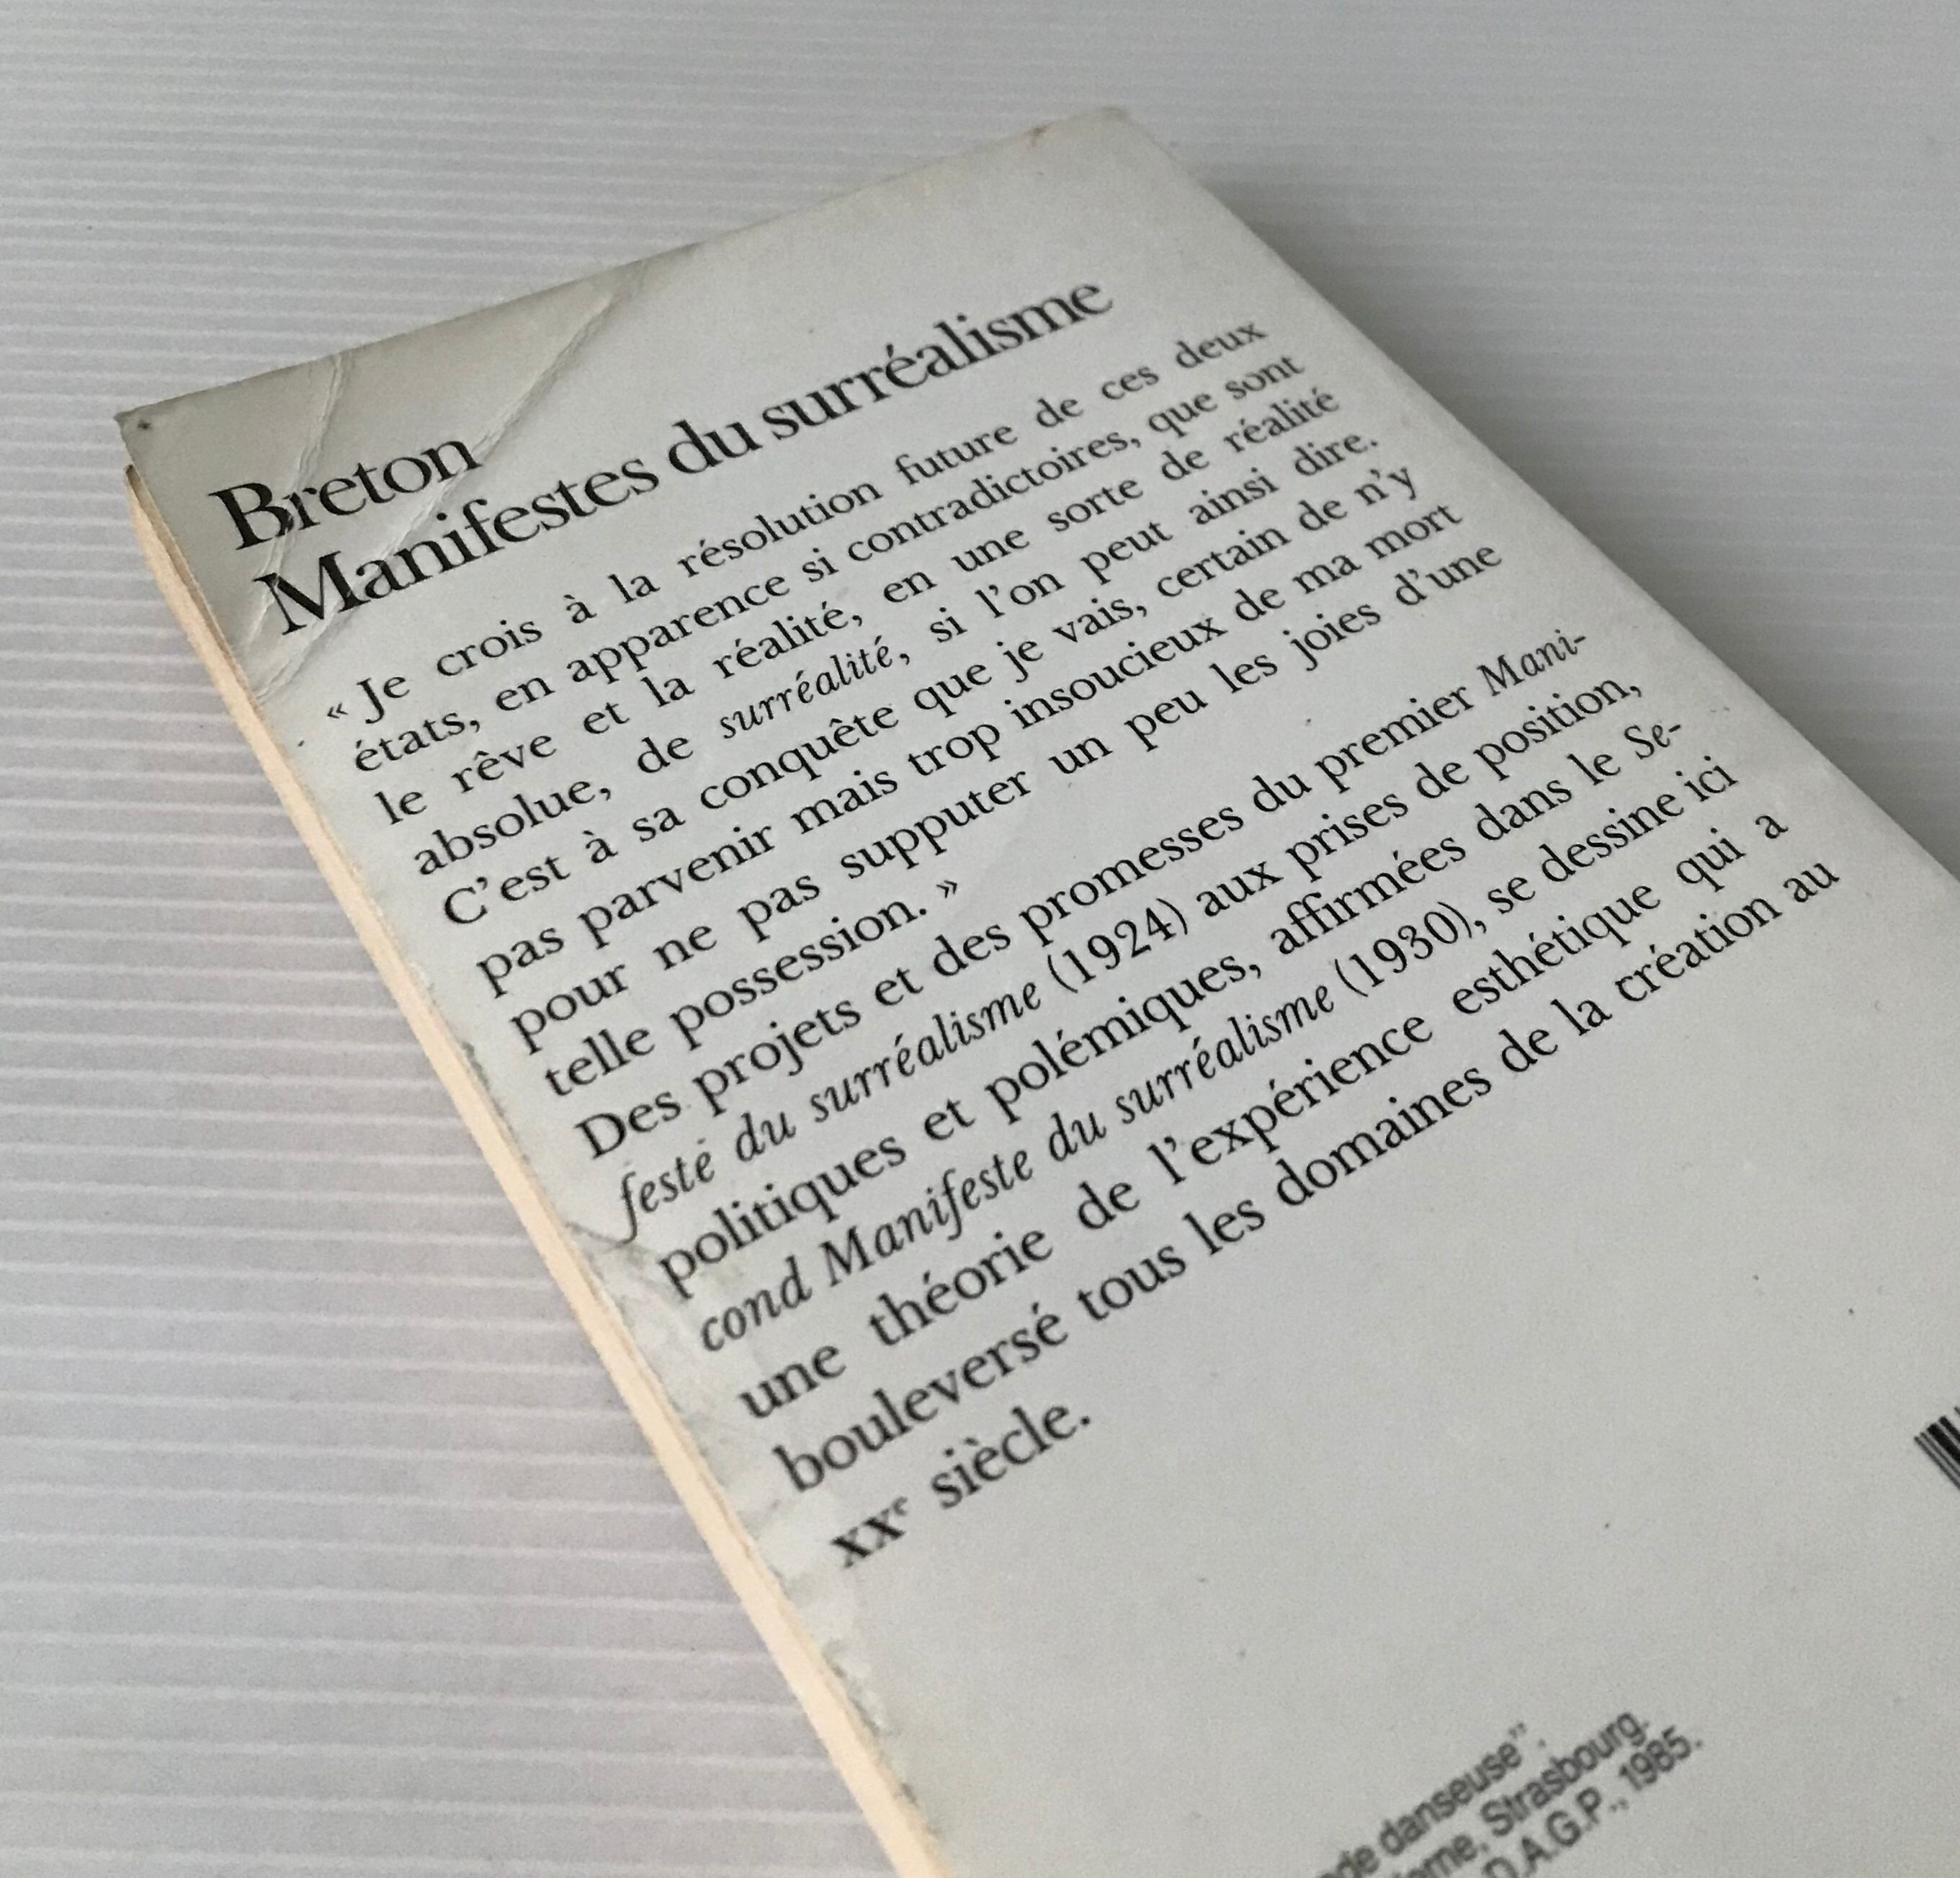 Breton
Manifestes du surréalisme
« Je crois à la résolution future de ces deux
états, en apparence si contradictoires, que sont
le rêve et la réalité, en une sorte de réalité
absolue, de surréalité, si l'on peut ainsi dire.
C'est à sa conquête que je vais, certain de n'y
pas parvenir mais trop insoucieux de ma mort
pour ne pas supputer un peu les joies d'une
telle possession. »
Des projets et des promesses du premier Mani-
feste du surréalisme (1924) aux prises de position,
politiques et polémiques, affirmées dans le Se-
cond Manifeste du surréalisme (1930), se dessine ici
une théorie de l'expérience esthétique qui a
bouleversé tous les domaines de la création au
XXe siècle.
danseuse",
Strasbourg.
D.A.G.P., 1985.